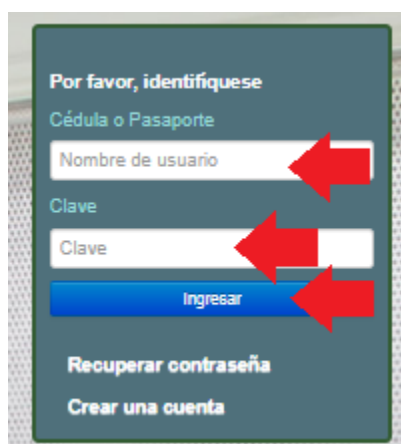 Por favor, identifiquese
Cédula o Pasaporte
Nombre de usuario
Clave
Clave
Ingresar
Recuperar contraseña
Crear una cuenta